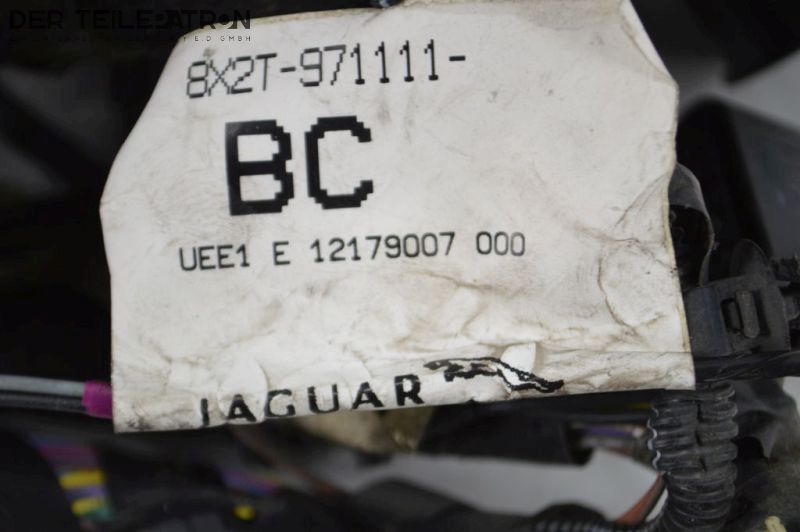 DER TEILEPATRON
8X2T-971111-
BC
UEE1 E 12179007 000
JAGUAR